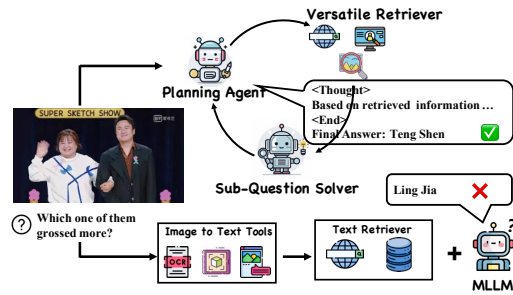 Versatile Retriever
Planning Agent
<Thought>
Based on retrieved information ...
<End>
Final Answer: Teng Shen
SUPER SKETCH SHOW
Sub-Question Solver
Ling Jia
? Which one of them
grossed more?
Image to Text Tools
OCR
Text Retriever
+
?
MLLM